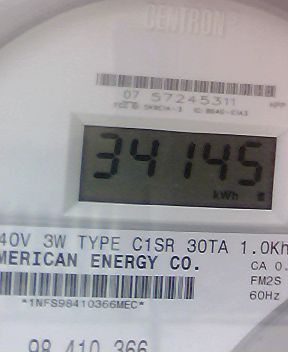 CENTRON
07 57245311
34145
kWh
40V 3W TYPE C1SR 30TA 1.0Kh
MERICAN ENERGY CO.
CA 0.
FM2S
60Hz
*1NFS98410366MEC*
98 410 366